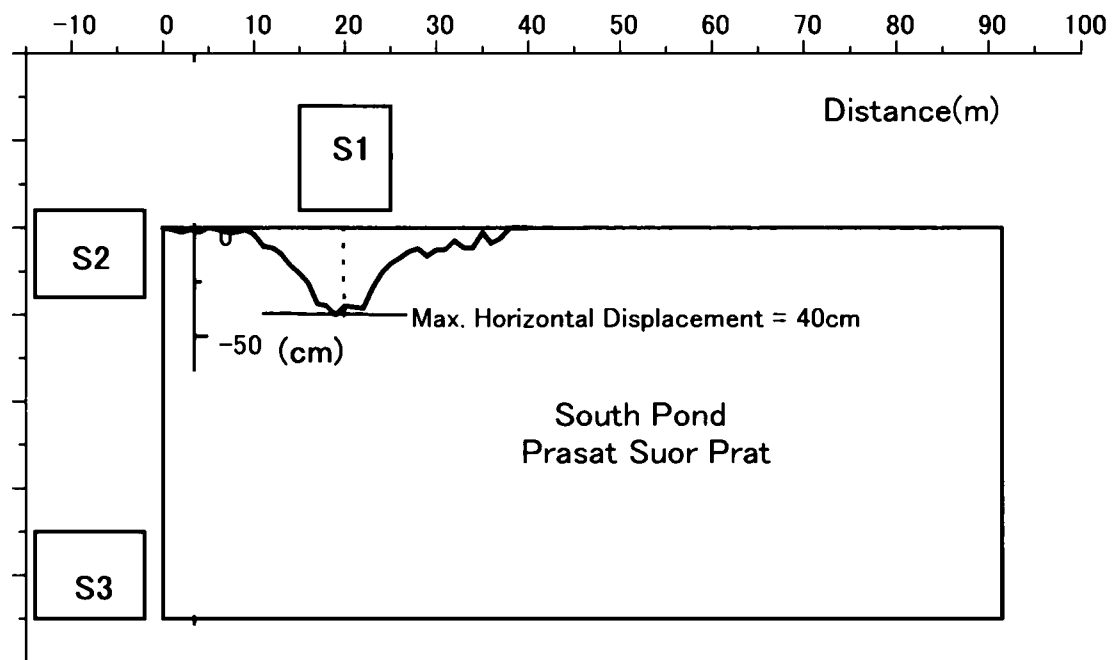 -10 0 10 20 30 40 50 60 70 80 90 100
Distance(m)
S1
S2
0
Max. Horizontal Displacement = 40cm
-50 (cm)
South Pond
Prasat Suor Prat
S3